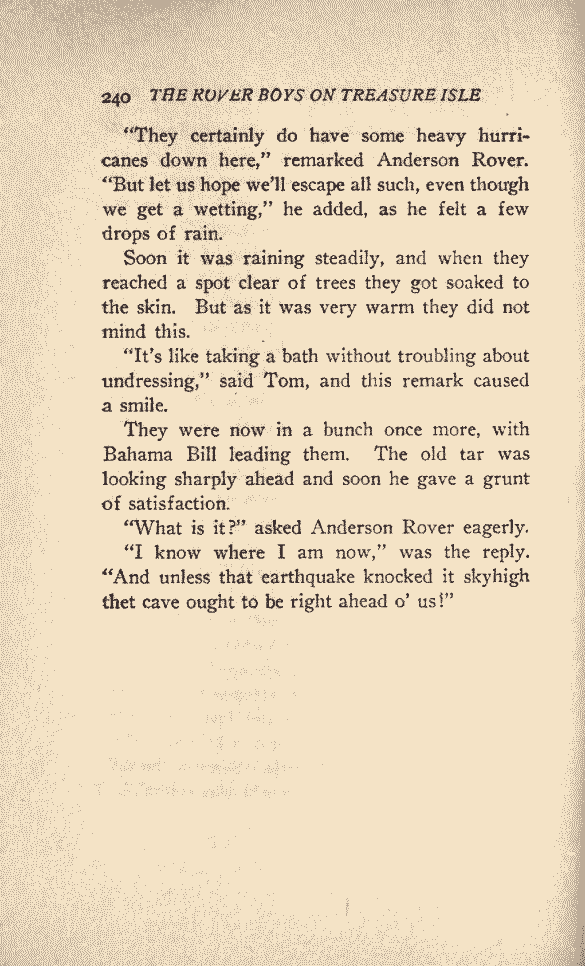 240 THE ROVER BOYS ON TREASURE ISLE
"They certainly do have some heavy hurri-
canes down here," remarked Anderson Rover.
"But let us hope we'll escape all such, even though
we get a wetting," he added, as he felt a few
drops of rain.
Soon it was raining steadily, and when they
reached a spot clear of trees they got soaked to
the skin. But as it was very warm they did not
mind this.
"It's like taking a bath without troubling about
undressing," said Tom, and this remark caused
a smile.
They were now in a bunch once more, with
Bahama Bill leading them. The old tar was
looking sharply ahead and soon he gave a grunt
of satisfaction.
"What is it?" asked Anderson Rover eagerly.
"I know where I am now," was the reply.
"And unless that earthquake knocked it skyhigh
thet cave ought to be right ahead o' us!"